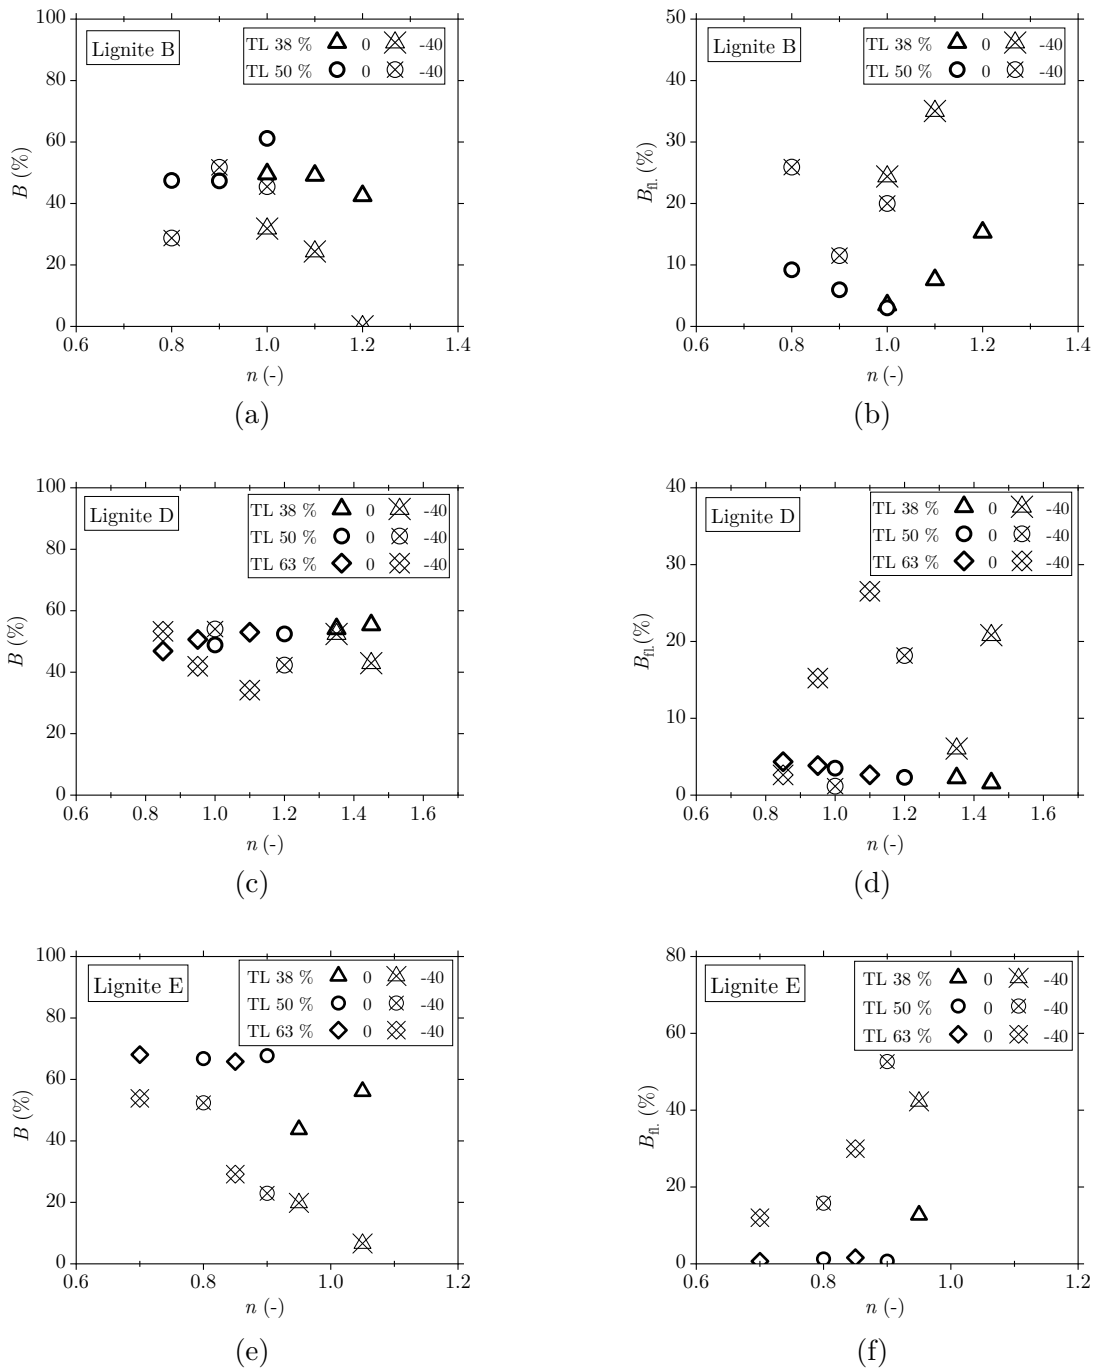 100
80
60
40
20
0
0.6
0.8
1.0
1.2
1.4
B (%)
n (-)
Lignite B
TL 38 % 0 -40
TL 50 % 0 -40
(a)
50
40
30
20
10
0
0.6
0.8
1.0
1.2
1.4
Bfl. (%)
n (-)
Lignite B
TL 38 % 0 -40
TL 50 % 0 -40
(b)
100
80
60
40
20
0
0.6
0.8
1.0
1.2
1.4
1.6
B (%)
n (-)
Lignite D
TL 38 % 0 -40
TL 50 % 0 -40
TL 63 % 0 -40
(c)
40
30
20
10
0
0.6
0.8
1.0
1.2
1.4
1.6
Bfl.(%)
n (-)
Lignite D
TL 38 % 0 -40
TL 50 % 0 -40
TL 63 % 0 -40
(d)
100
80
60
40
20
0
0.6
0.8
1.0
1.2
B (%)
n (-)
Lignite E
TL 38 % 0 -40
TL 50 % 0 -40
TL 63 % 0 -40
(e)
80
60
40
20
0
0.6
0.8
1.0
1.2
Bfl. (%)
n (-)
Lignite E
TL 38 % 0 -40
TL 50 % 0 -40
TL 63 % 0 -40
(f)